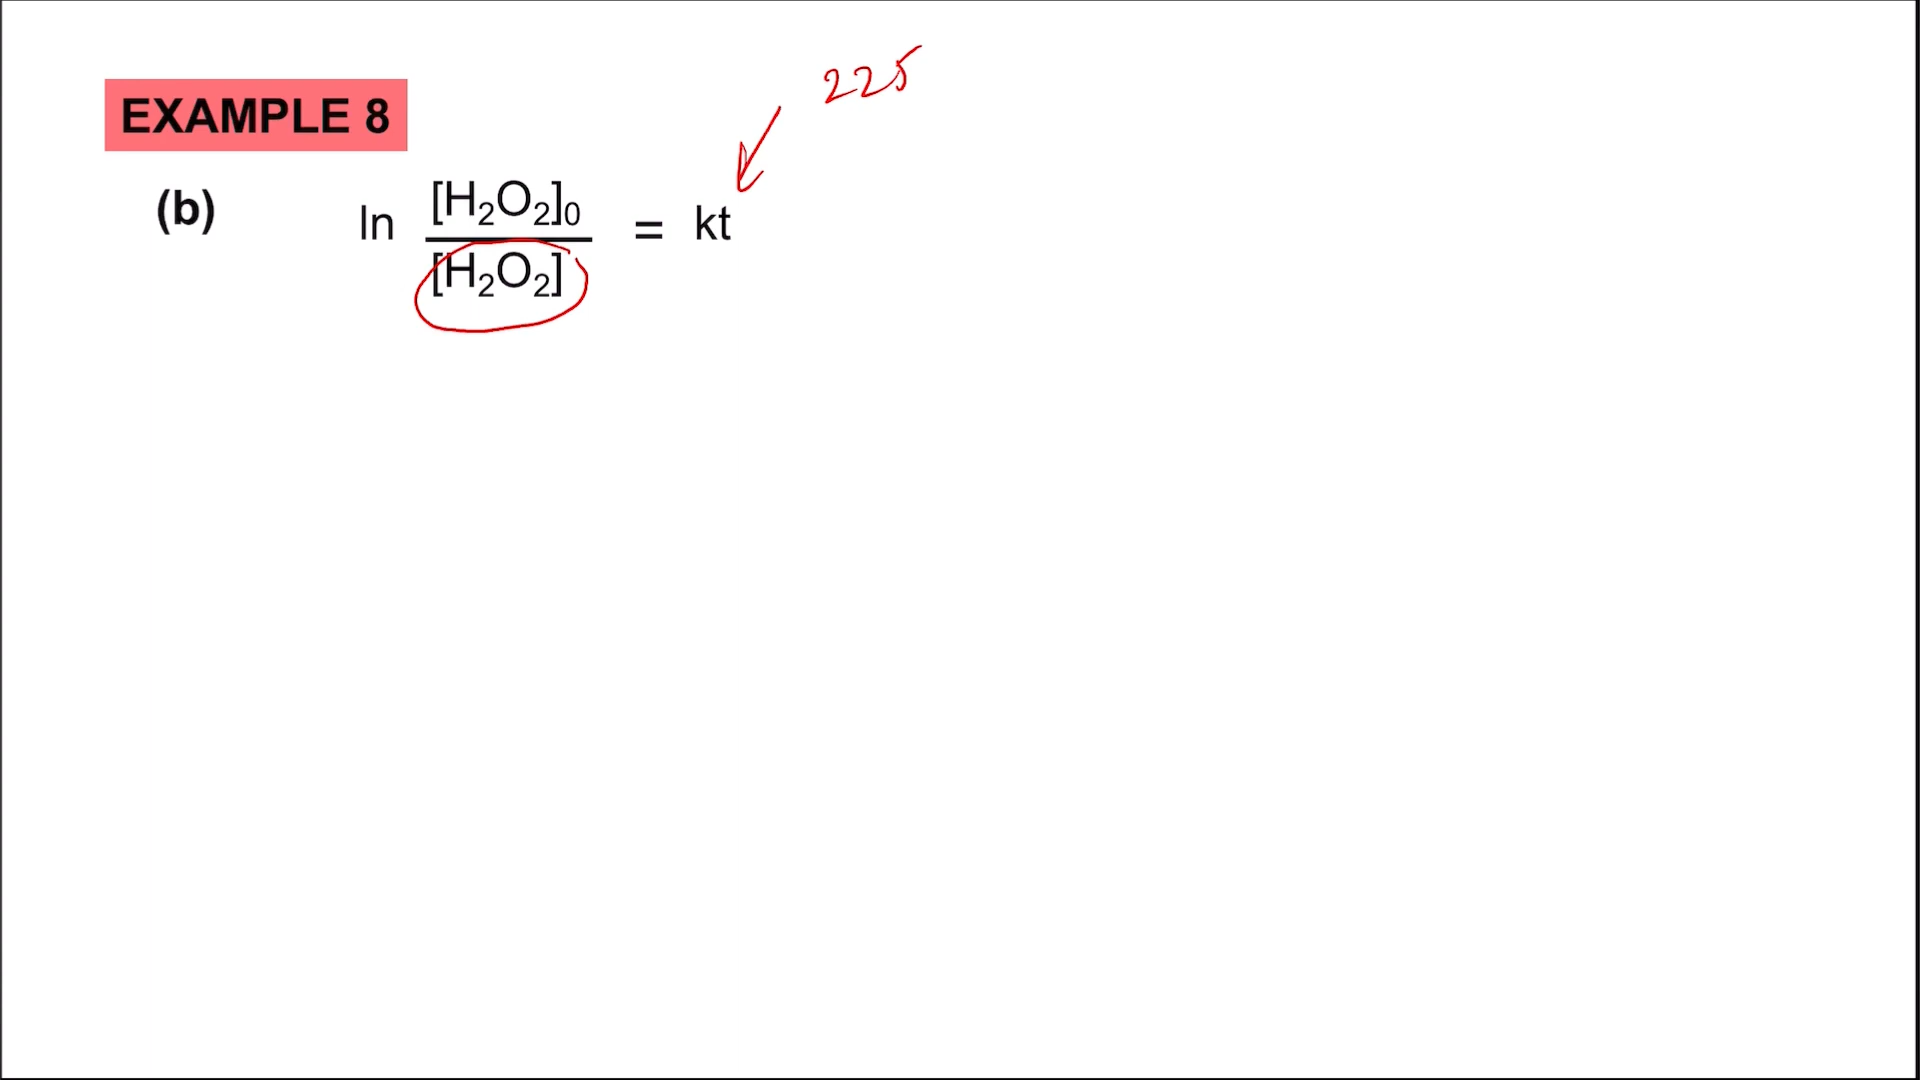 225
EXAMPLE 8
(b) ln [H₂O₂]₀ / [H₂O₂] = kt